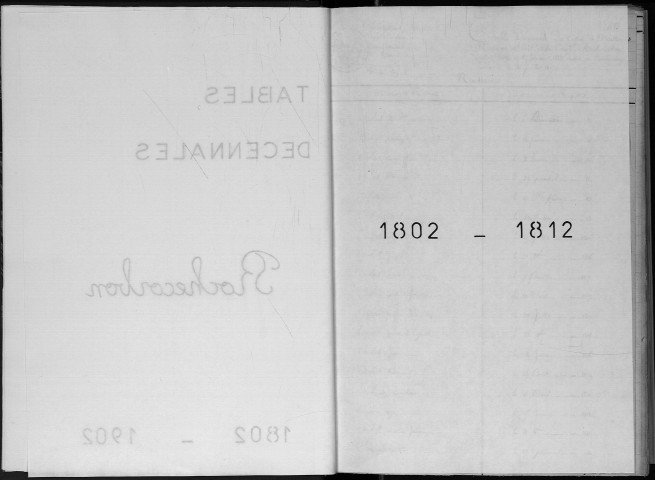 TABLES
DECENNALES
Rochecorbon
1802 - 1902
1802 - 1812